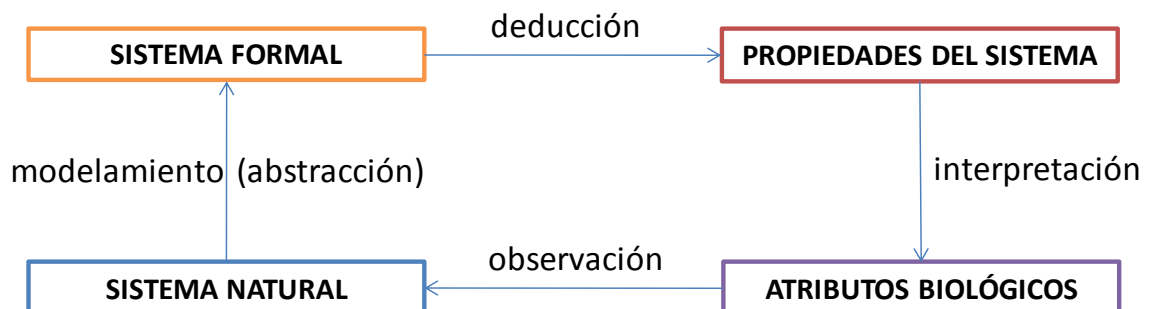 deducción
SISTEMA FORMAL
PROPIEDADES DEL SISTEMA
modelamiento (abstracción)
interpretación
observación
SISTEMA NATURAL
ATRIBUTOS BIOLÓGICOS